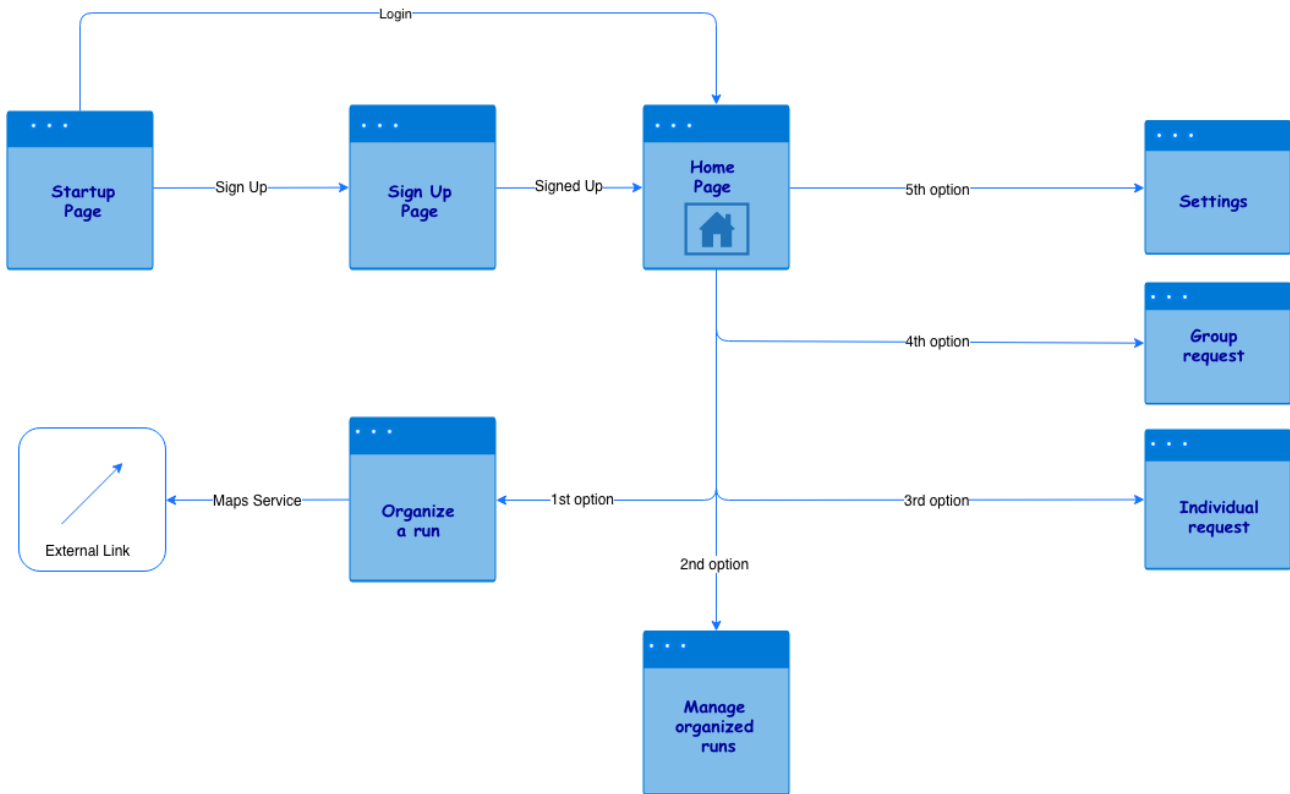 Login
Startup
Page
Sign Up
Sign Up
Page
Signed Up
Home
Page
5th option
Settings
4th option
Group
request
External Link
Maps Service
Organize
a run
1st option
3rd option
Individual
request
2nd option
Manage
organized
runs